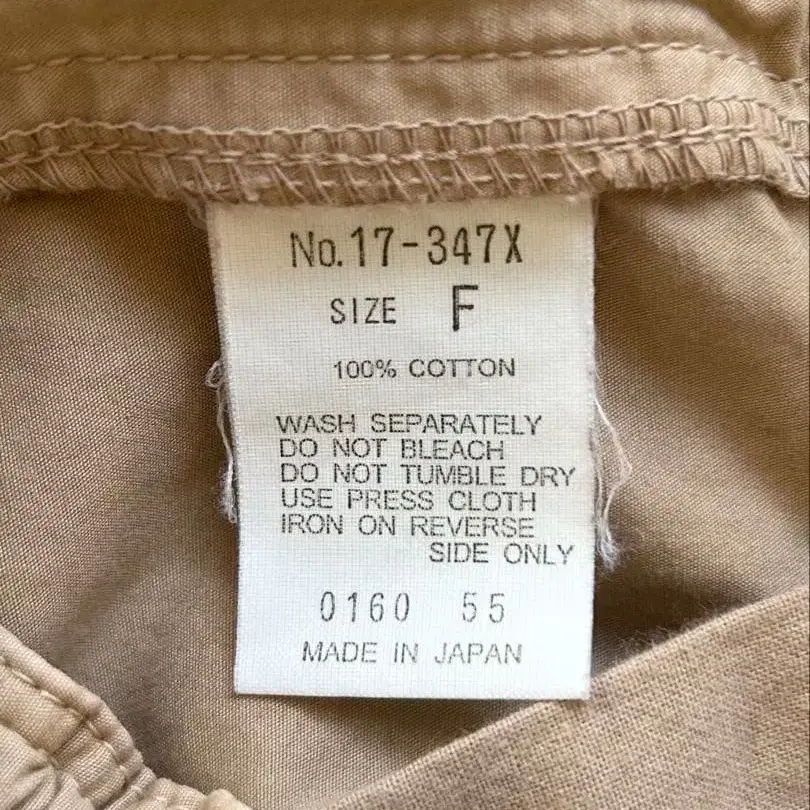 No.17-347X
SIZE F
100% COTTON
WASH SEPARATELY
DO NOT BLEACH
DO NOT TUMBLE DRY
USE PRESS CLOTH
IRON ON REVERSE
SIDE ONLY
0160 55
MADE IN JAPAN